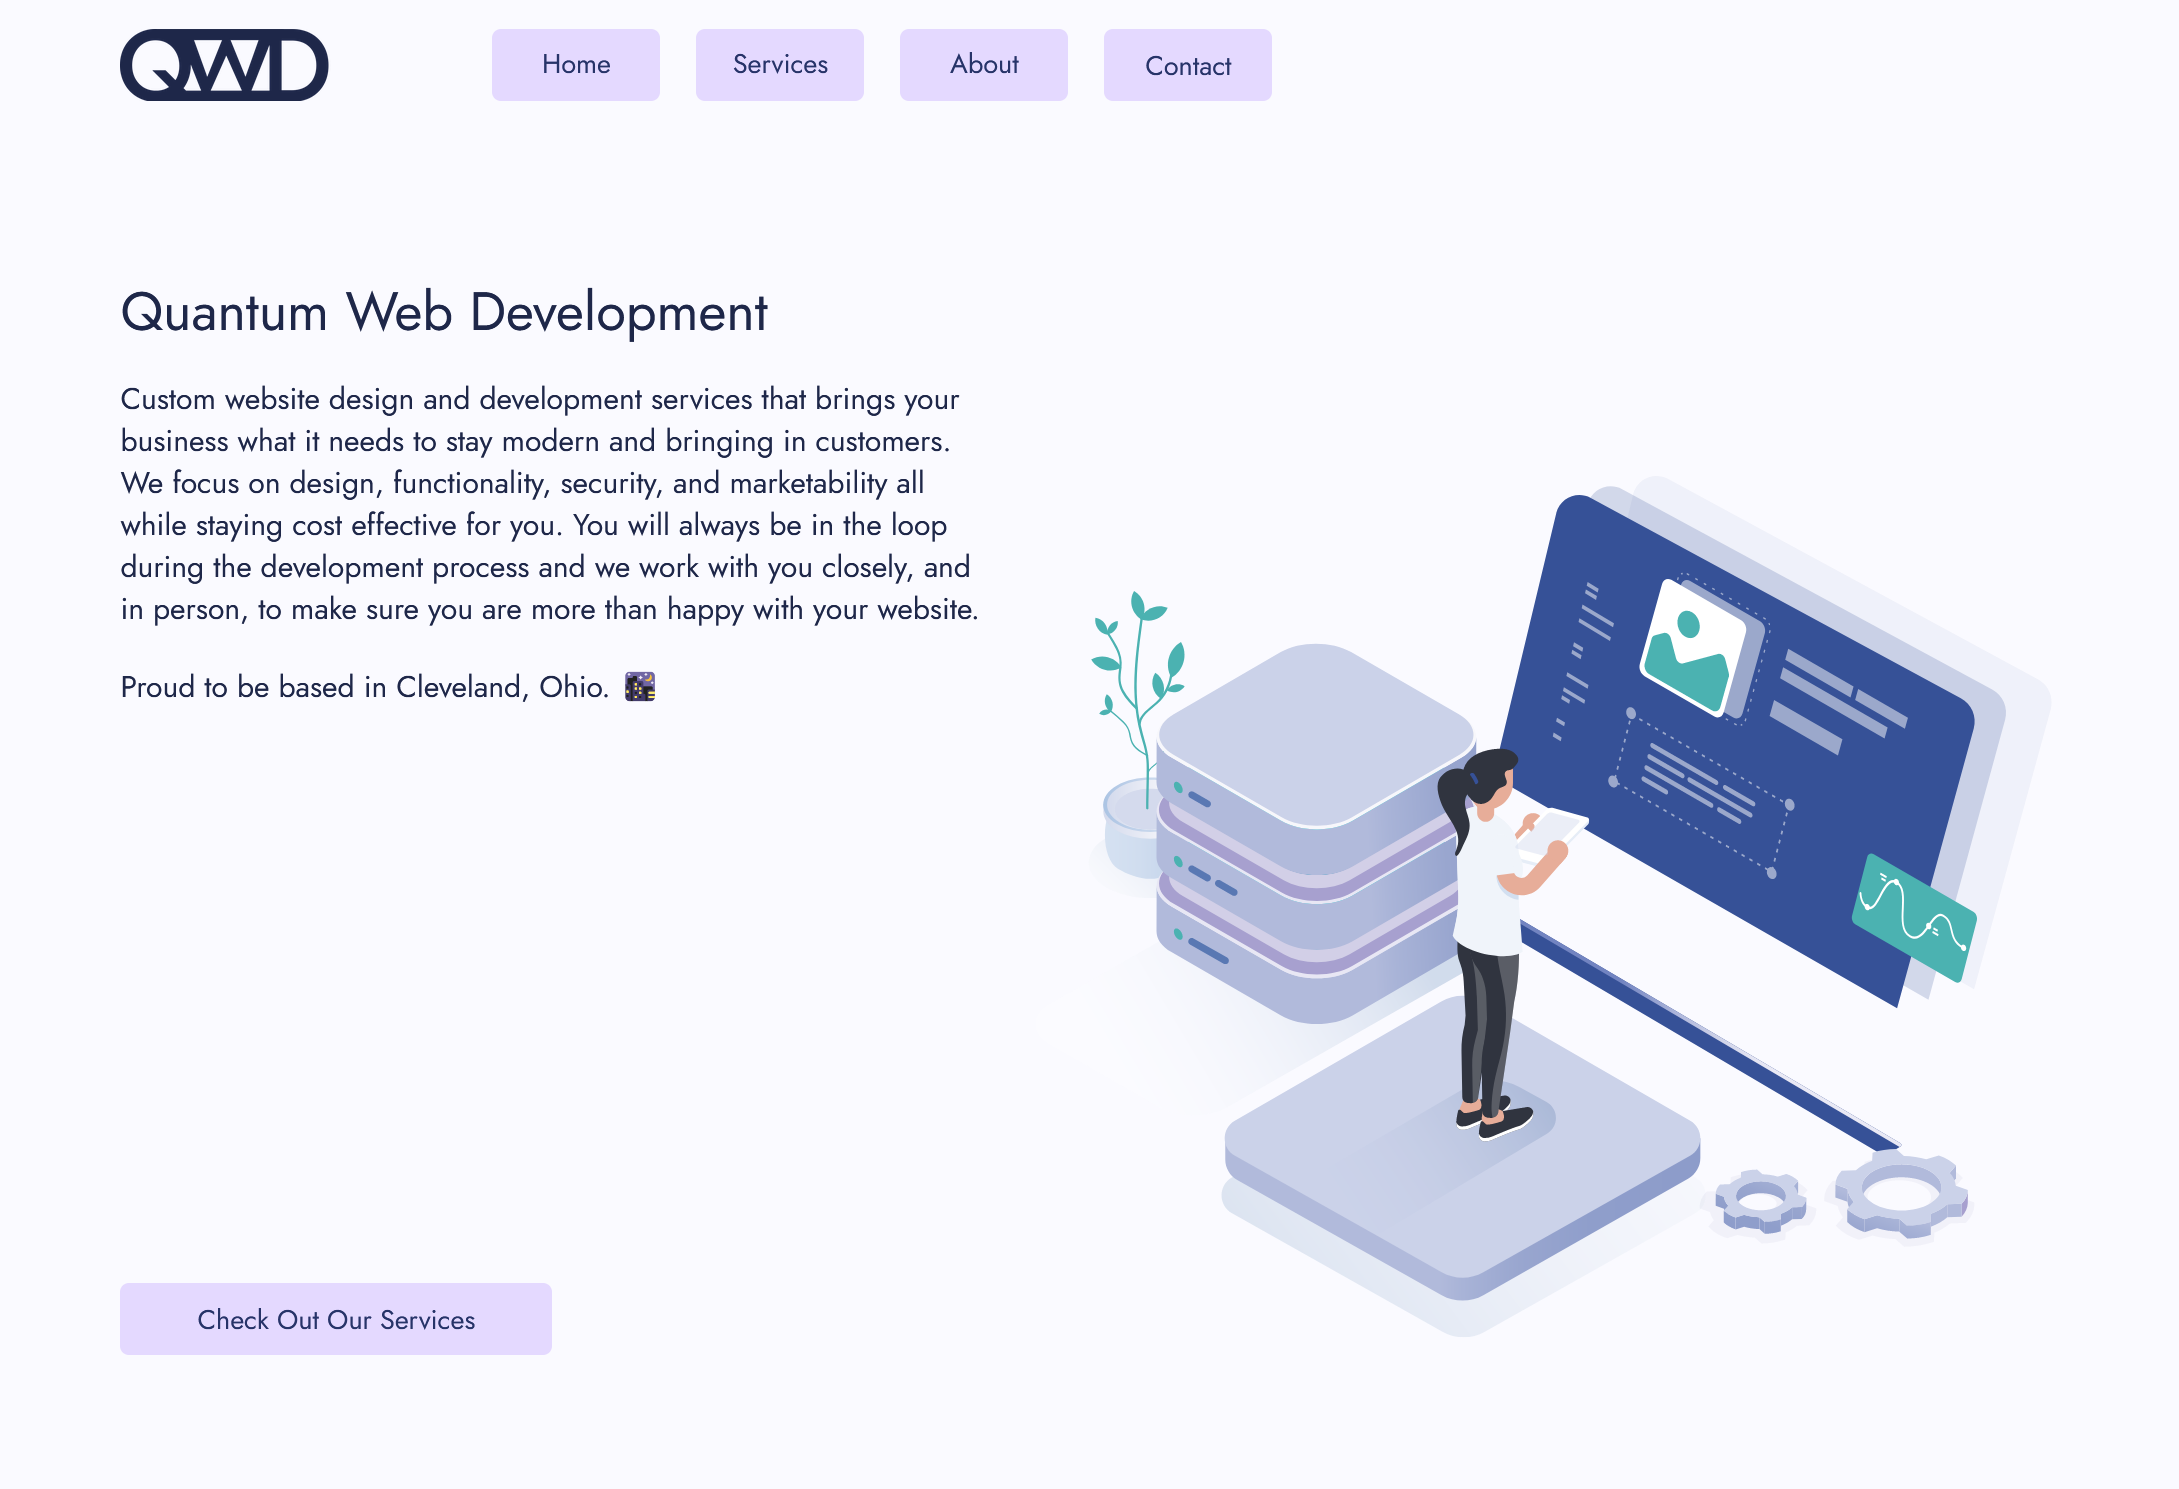 QWD
Home
Services
About
Contact
Quantum Web Development
Custom website design and development services that brings your
business what it needs to stay modern and bringing in customers.
We focus on design, functionality, security, and marketability all
while staying cost effective for you. You will always be in the loop
during the development process and we work with you closely, and
in person, to make sure you are more than happy with your website.
Proud to be based in Cleveland, Ohio. 🌃
Check Out Our Services